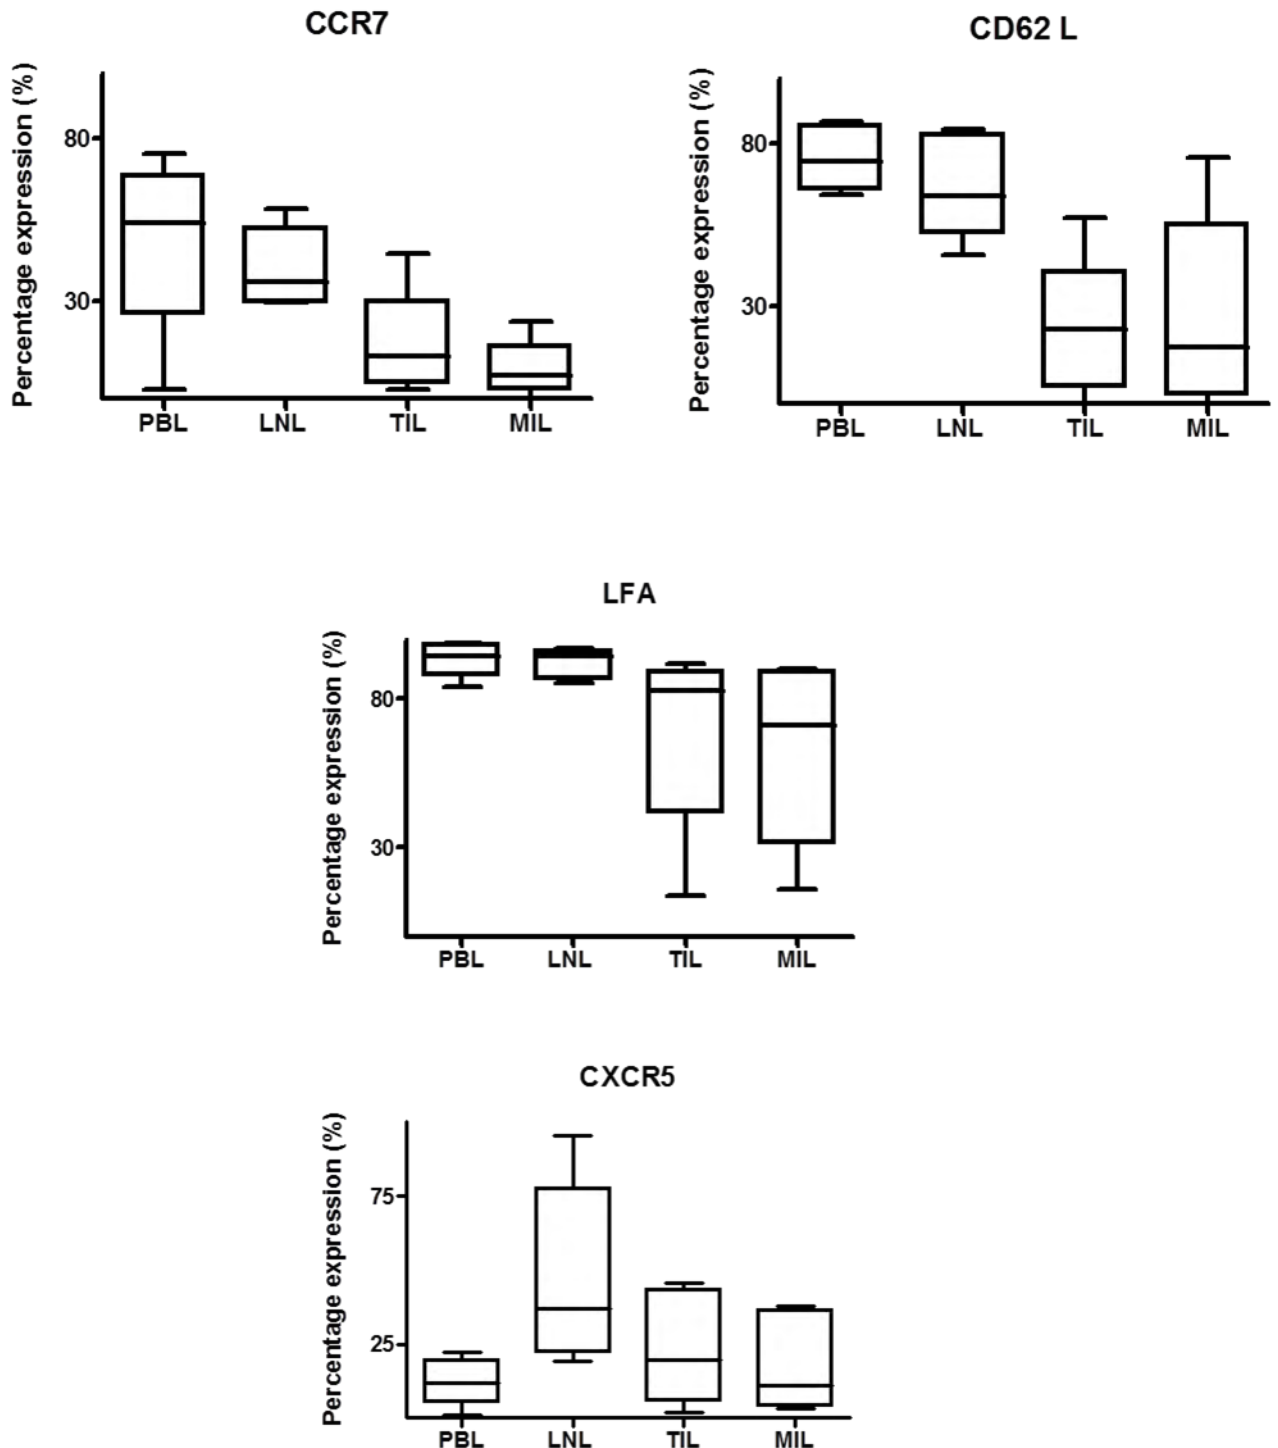 CCR7
Percentage expression (%)
80
30
PBL LNL TIL MIL
CD62 L
Percentage expression (%)
80
30
PBL LNL TIL MIL
LFA
Percentage expression (%)
80
30
PBL LNL TIL MIL
CXCR5
Percentage expression (%)
75
25
PBL LNL TIL MIL